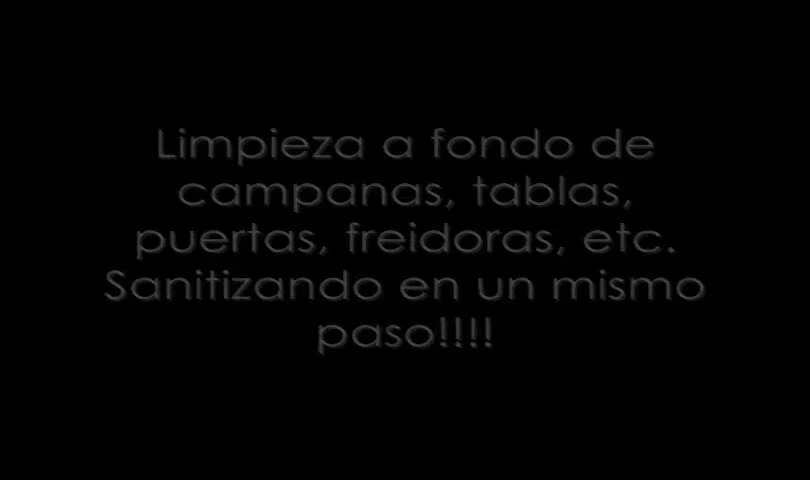 Limpieza a fondo de
campanas, tablas,
puertas, freidoras, etc.
Sanitizando en un mismo
paso!!!!